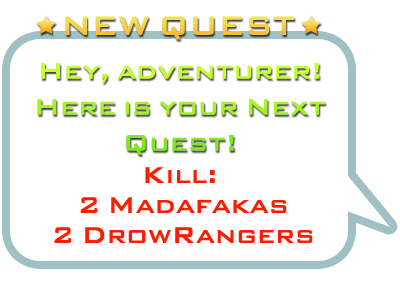 NEW QUEST
Hey, adventurer!
Here is your Next
Quest!
Kill:
2 Madafakas
2 DrowRangers